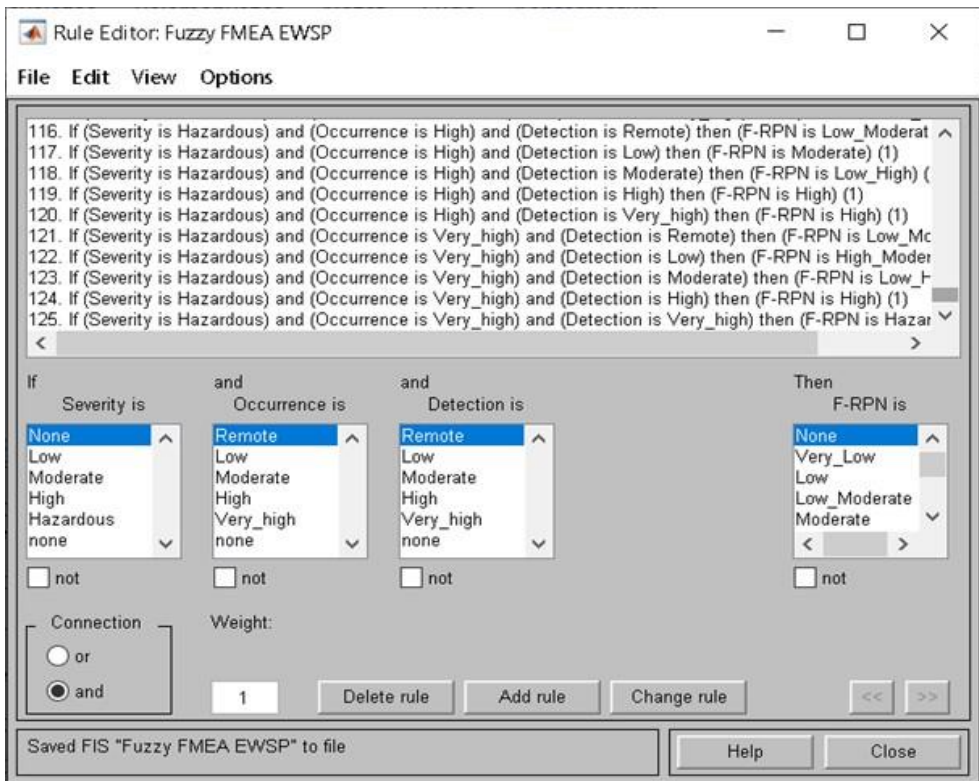 Rule Editor: Fuzzy FMEA EWSP
File Edit View Options
116. If (Severity is Hazardous) and (Occurrence is High) and (Detection is Remote) then (F-RPN is Low_Moderat
117. If (Severity is Hazardous) and (Occurrence is High) and (Detection is Low) then (F-RPN is Moderate) (1)
118. If (Severity is Hazardous) and (Occurrence is High) and (Detection is Moderate) then (F-RPN is Low_High) (
119. If (Severity is Hazardous) and (Occurrence is High) and (Detection is High) then (F-RPN is High) (1)
120. If (Severity is Hazardous) and (Occurrence is High) and (Detection is Very_high) then (F-RPN is High) (1)
121. If (Severity is Hazardous) and (Occurrence is Very_high) and (Detection is Remote) then (F-RPN is Low_Mc
122. If (Severity is Hazardous) and (Occurrence is Very_high) and (Detection is Low) then (F-RPN is High_Moder
123. If (Severity is Hazardous) and (Occurrence is Very_high) and (Detection is Moderate) then (F-RPN is Low_H
124. If (Severity is Hazardous) and (Occurrence is Very_high) and (Detection is High) then (F-RPN is High) (1)
125. If (Severity is Hazardous) and (Occurrence is Very_high) and (Detection is Very_high) then (F-RPN is Hazar
If and and Then
Severity is Occurrence is Detection is F-RPN is
None Remote Remote None
Low Low Low Very_Low
Moderate Moderate Moderate Low
High High High Low_Moderate
Hazardous Very_high Very_high Moderate
none none none
not not not not
Connection Weight:
or
and 1 Delete rule Add rule Change rule << >>
Saved FIS "Fuzzy FMEA EWSP" to file Help Close